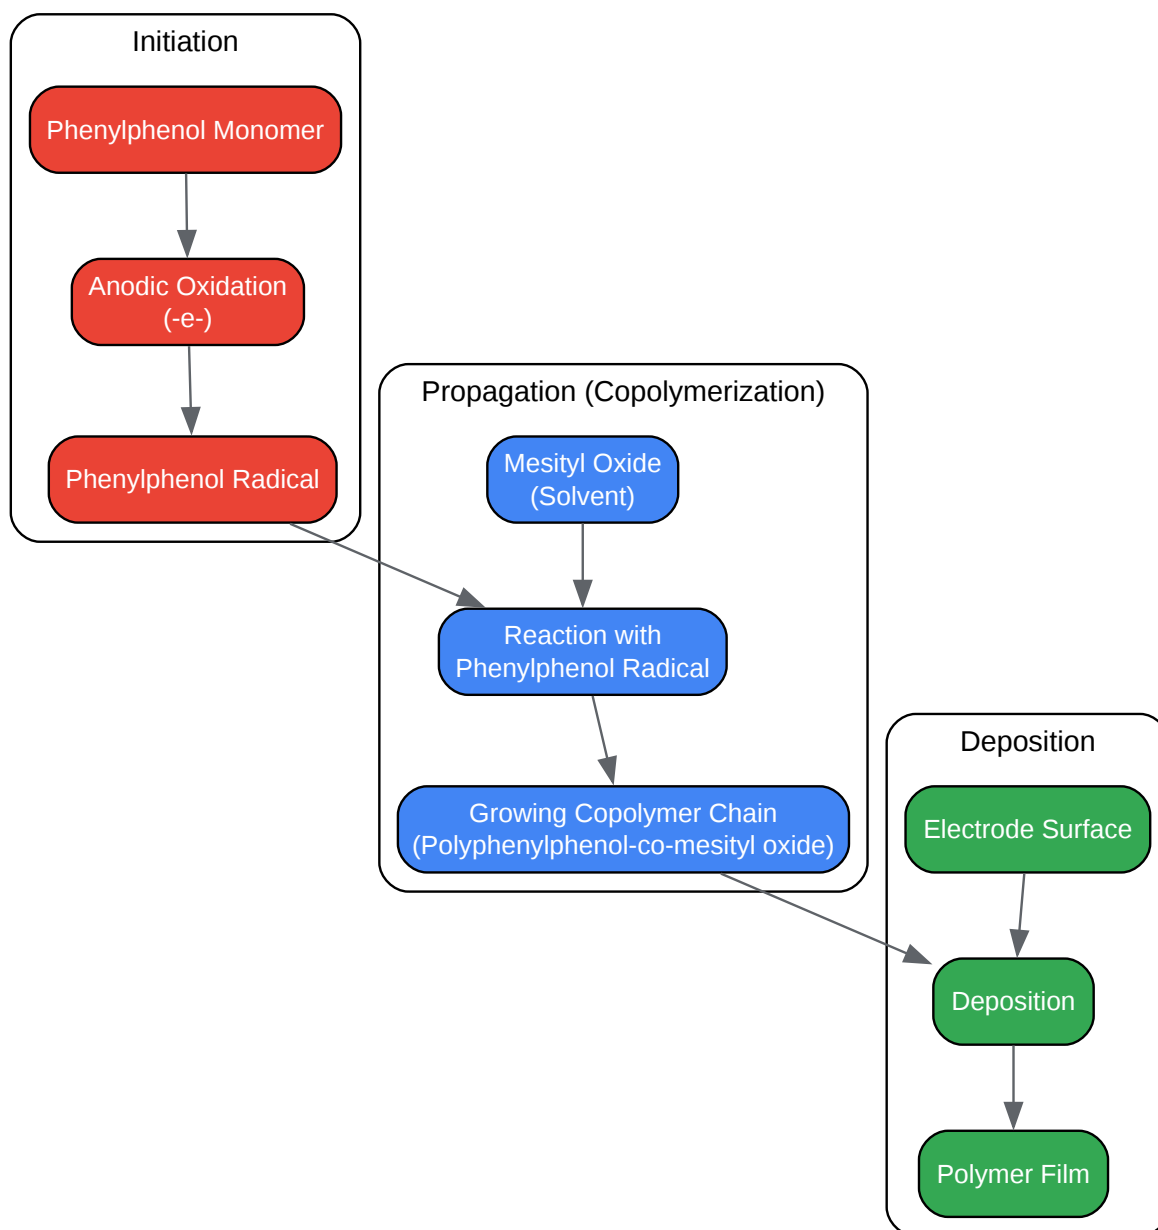 Initiation
Phenylphenol Monomer
Anodic Oxidation
(-e-)
Phenylphenol Radical
Propagation (Copolymerization)
Mesityl Oxide
(Solvent)
Reaction with
Phenylphenol Radical
Growing Copolymer Chain
(Polyphenylphenol-co-mesityl oxide)
Deposition
Electrode Surface
Deposition
Polymer Film